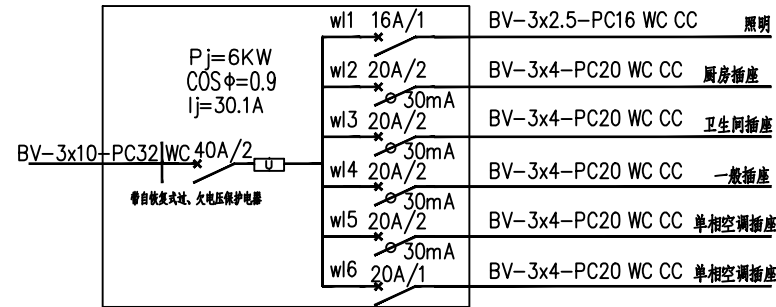 wl1 16A/1 BV-3x2.5-PC16 WC CC 照明
Pj=6KW
COSφ=0.9
Ij=30.1A
wl2 20A/2 BV-3x4-PC20 WC CC 厨房插座
30mA
wl3 20A/2 BV-3x4-PC20 WC CC 卫生间插座
30mA
BV-3x10-PC32 WC 40A/2 U
带自恢复式过、欠电压保护电器
wl4 20A/2 BV-3x4-PC20 WC CC 一般插座
30mA
wl5 20A/2 BV-3x4-PC20 WC CC 单相空调插座
30mA
wl6 20A/1 BV-3x4-PC20 WC CC 单相空调插座